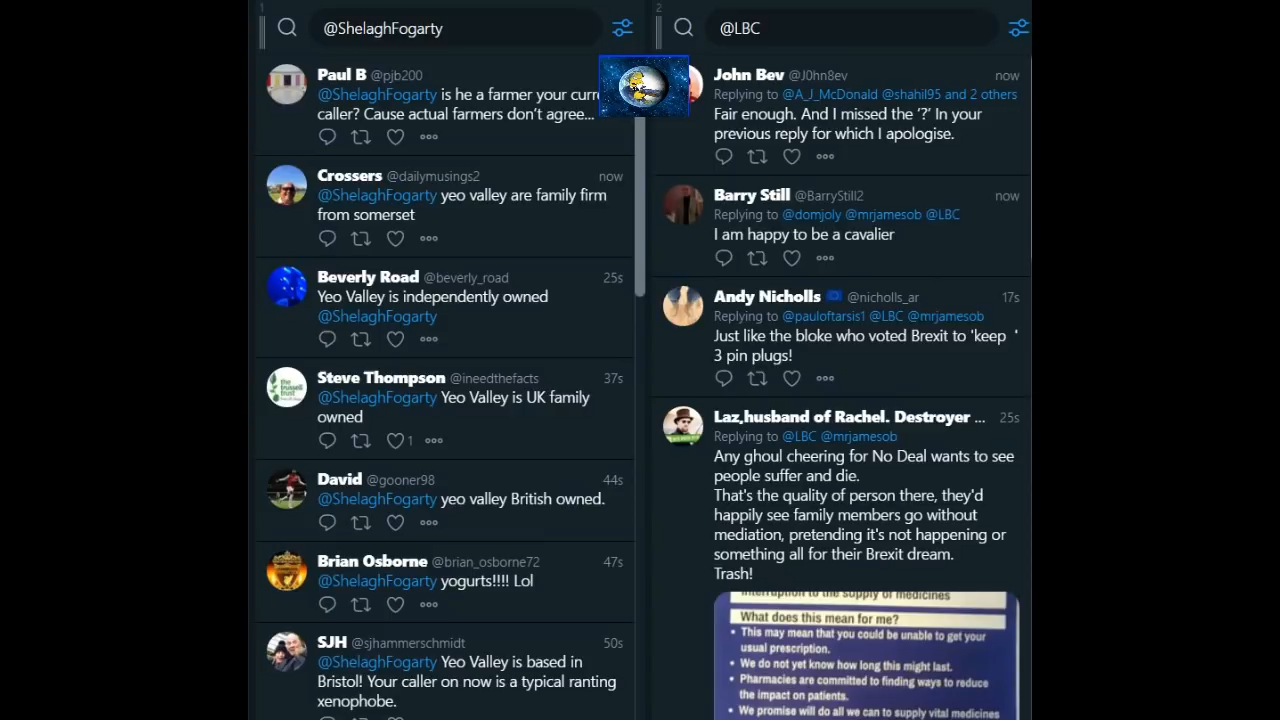 1
@ShelaghFogarty
Paul B @pjb200
@ShelaghFogarty is he a farmer your curr
caller? Cause actual farmers don't agree...
Crossers @dailymusings2 now
@ShelaghFogarty yeo valley are family firm
from somerset
Beverly Road @beverly_road 25s
Yeo Valley is independently owned
@ShelaghFogarty
Steve Thompson @ineedthefacts 37s
@ShelaghFogarty Yeo Valley is UK family
owned
1
David @gooner98 44s
@ShelaghFogarty yeo valley British owned.
Brian Osborne @brian_osborne72 47s
@ShelaghFogarty yogurts!!!! Lol
SJH @sjhammerschmidt 50s
@ShelaghFogarty Yeo Valley is based in
Bristol! Your caller on now is a typical ranting
xenophobe.
2
@LBC
John Bev @J0hn8ev now
Replying to @A_J_McDonald @shahil95 and 2 others
Fair enough. And I missed the '?' In your
previous reply for which I apologise.
Barry Still @BarryStill2 now
Replying to @domjoly @mrjamesob @LBC
I am happy to be a cavalier
Andy Nicholls @nicholls_ar 17s
Replying to @pauloftarsis1 @LBC @mrjamesob
Just like the bloke who voted Brexit to 'keep '
3 pin plugs!
Laz,husband of Rachel. Destroyer ... 25s
Replying to @LBC @mrjamesob
Any ghoul cheering for No Deal wants to see
people suffer and die.
That's the quality of person there, they'd
happily see family members go without
mediation, pretending it's not happening or
something all for their Brexit dream.
Trash!
interruption to the supply of medicines
What does this mean for me?
• This may mean that you could be unable to get your
usual prescription.
• We do not yet know how long this might last.
• Pharmacies are committed to finding ways to reduce
the impact on patients.
• We promise will do all we can to supply vital medicines